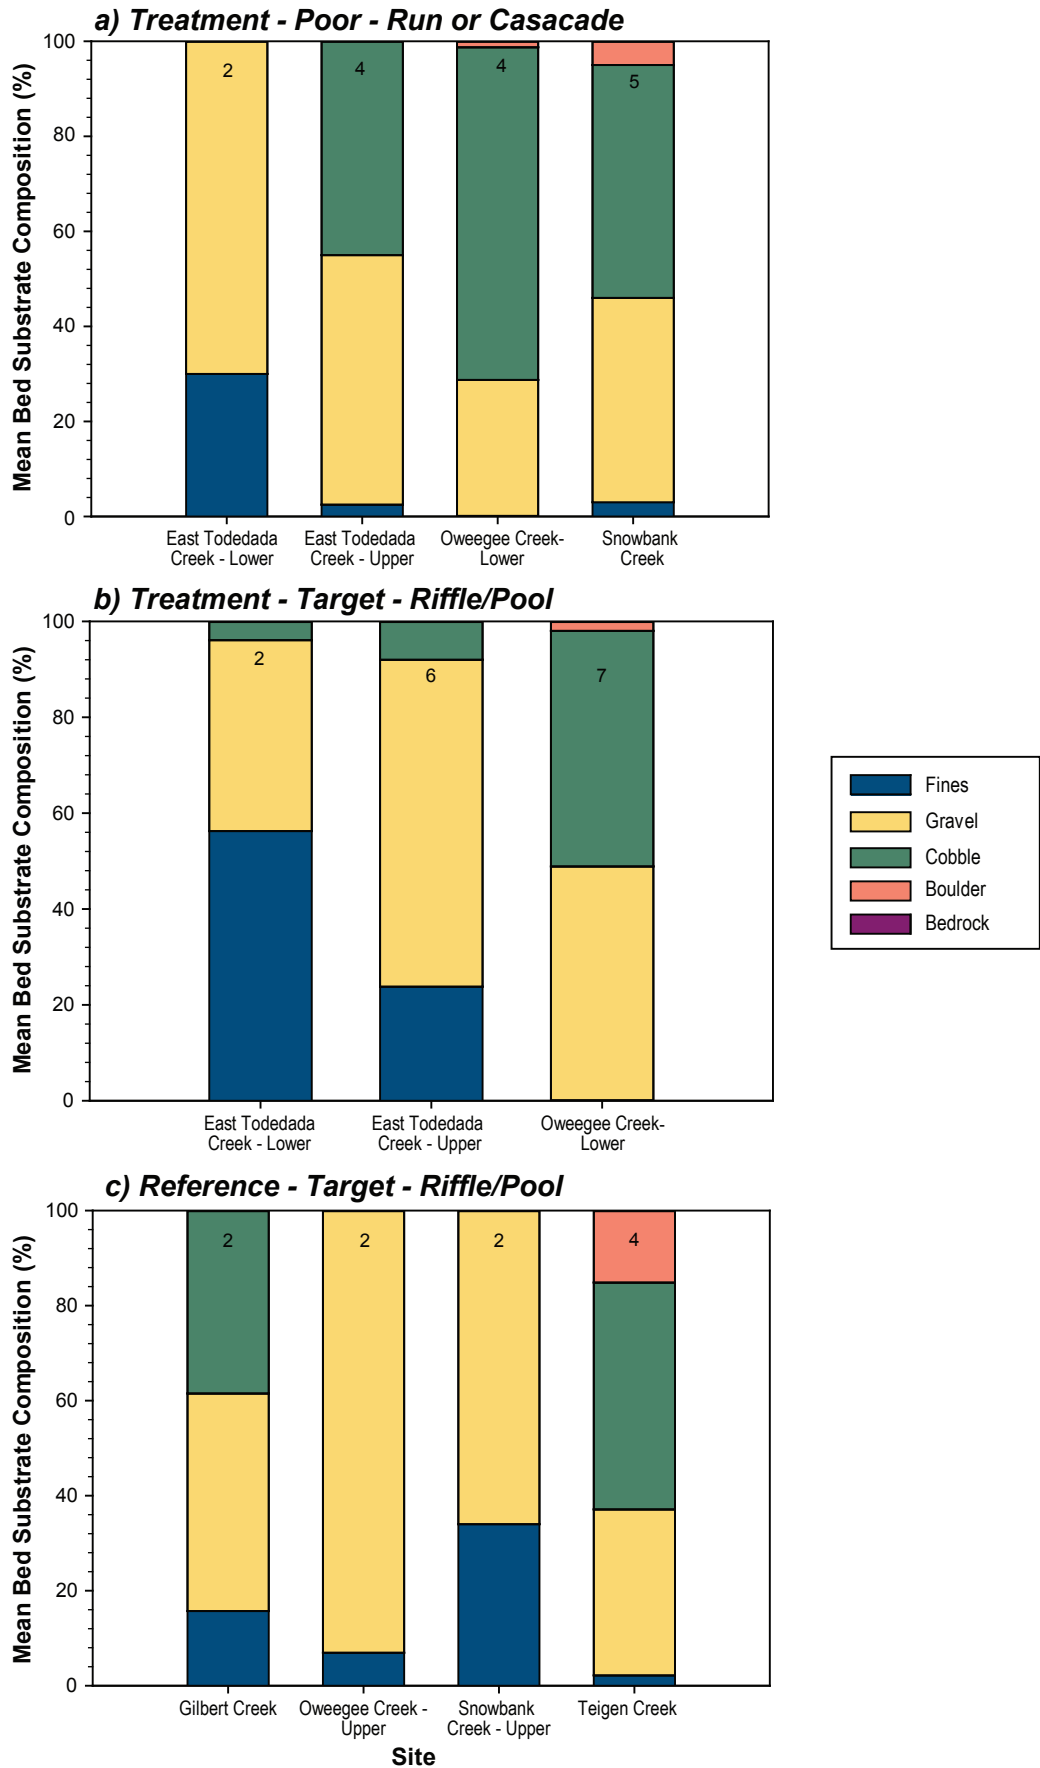 a) Treatment - Poor - Run or Casacade
Mean Bed Substrate Composition (%)
100
80
60
40
20
0
2
4
4
5
East Todedada
Creek - Lower
East Todedada
Creek - Upper
Oweegee Creek-
Lower
Snowbank
Creek
b) Treatment - Target - Riffle/Pool
Mean Bed Substrate Composition (%)
100
80
60
40
20
0
2
6
7
East Todedada
Creek - Lower
East Todedada
Creek - Upper
Oweegee Creek-
Lower
Fines
Gravel
Cobble
Boulder
Bedrock
c) Reference - Target - Riffle/Pool
Mean Bed Substrate Composition (%)
100
80
60
40
20
0
2
2
2
4
Gilbert Creek
Oweegee Creek -
Upper
Snowbank
Creek - Upper
Teigen Creek
Site